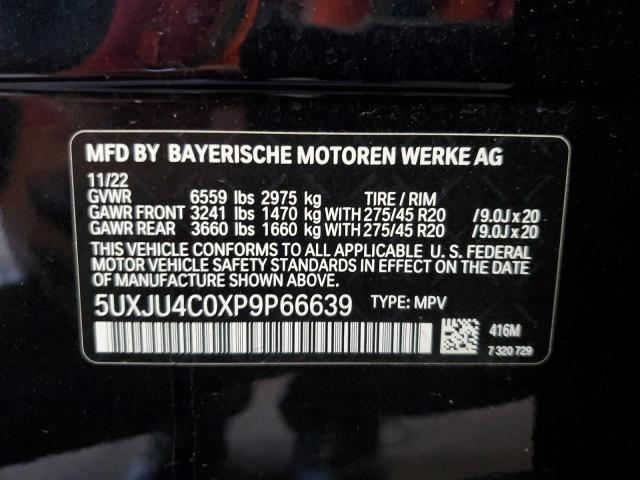 MFD BY BAYERISCHE MOTOREN WERKE AG
11/22
GVWR 6559 lbs 2975 kg TIRE / RIM
GAWR FRONT 3241 lbs 1470 kg WITH 275/45 R20 /9.0J x 20
GAWR REAR 3660 lbs 1660 kg WITH 275/45 R20 /9.0J x 20
THIS VEHICLE CONFORMS TO ALL APPLICABLE U. S. FEDERAL
MOTOR VEHICLE SAFETY STANDARDS IN EFFECT ON THE DATE OF
MANUFACTURE SHOWN ABOVE.
5UXJU4C0XP9P66639 TYPE: MPV
416M
7 320 729